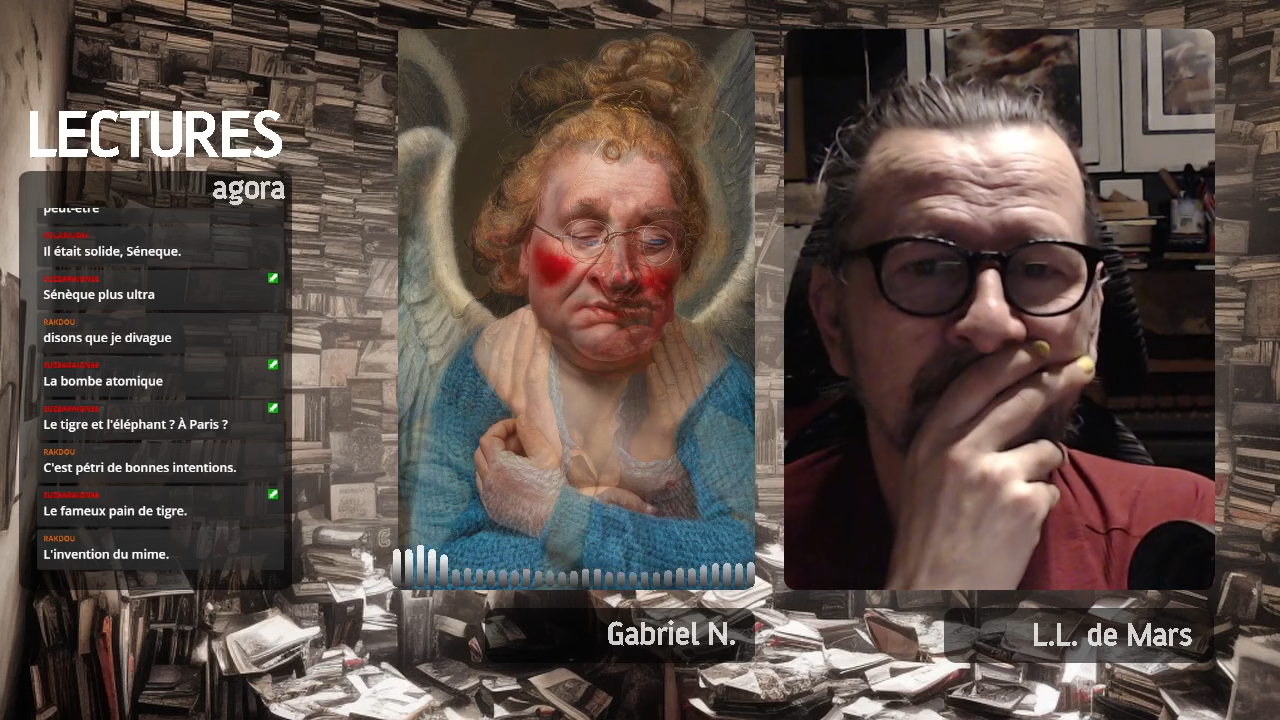 LECTURES
agora
peut-être
Il était solide, Séneque.
Sénèque plus ultra
RAKDOU
disons que je divague
La bombe atomique
Le tigre et l'éléphant ? À Paris ?
RAKDOU
C'est pétri de bonnes intentions.
Le fameux pain de tigre.
RAKDOU
L'invention du mime.
Gabriel N.
L.L. de Mars